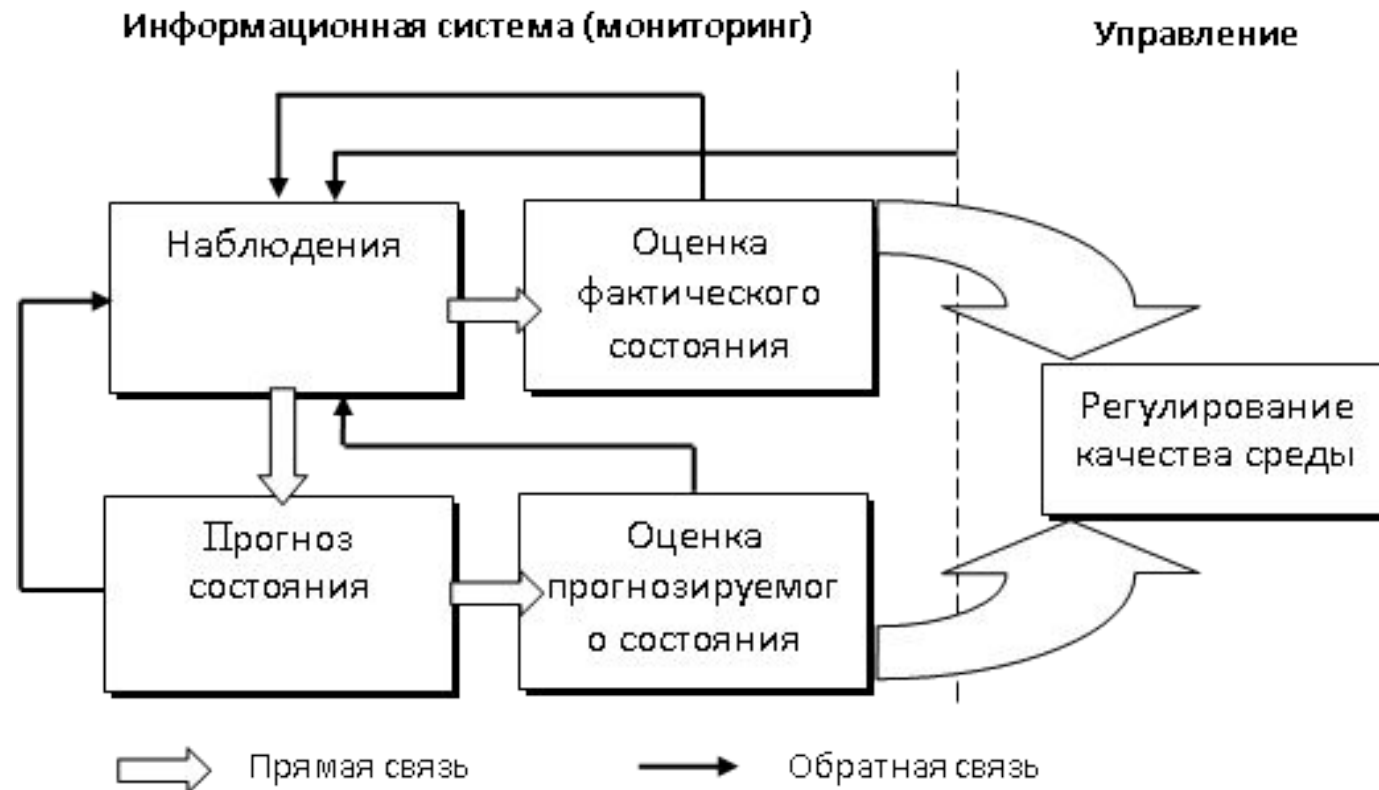 Информационная система (мониторинг)
Управление
Наблюдения
Оценка
фактического
состояния
Регулирование
качества среды
Прогноз
состояния
Оценка
прогнозируемог
о состояния
Прямая связь
Обратная связь